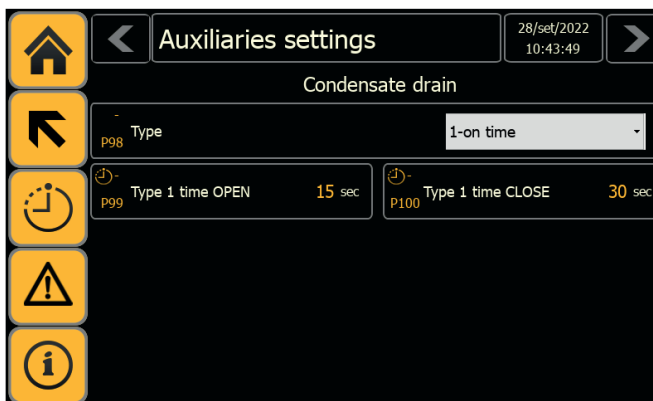 Auxiliaries settings
28/set/2022
10:43:49
Condensate drain
-
P98 Type 1-on time
-
P99 Type 1 time OPEN 15 sec
-
P100 Type 1 time CLOSE 30 sec